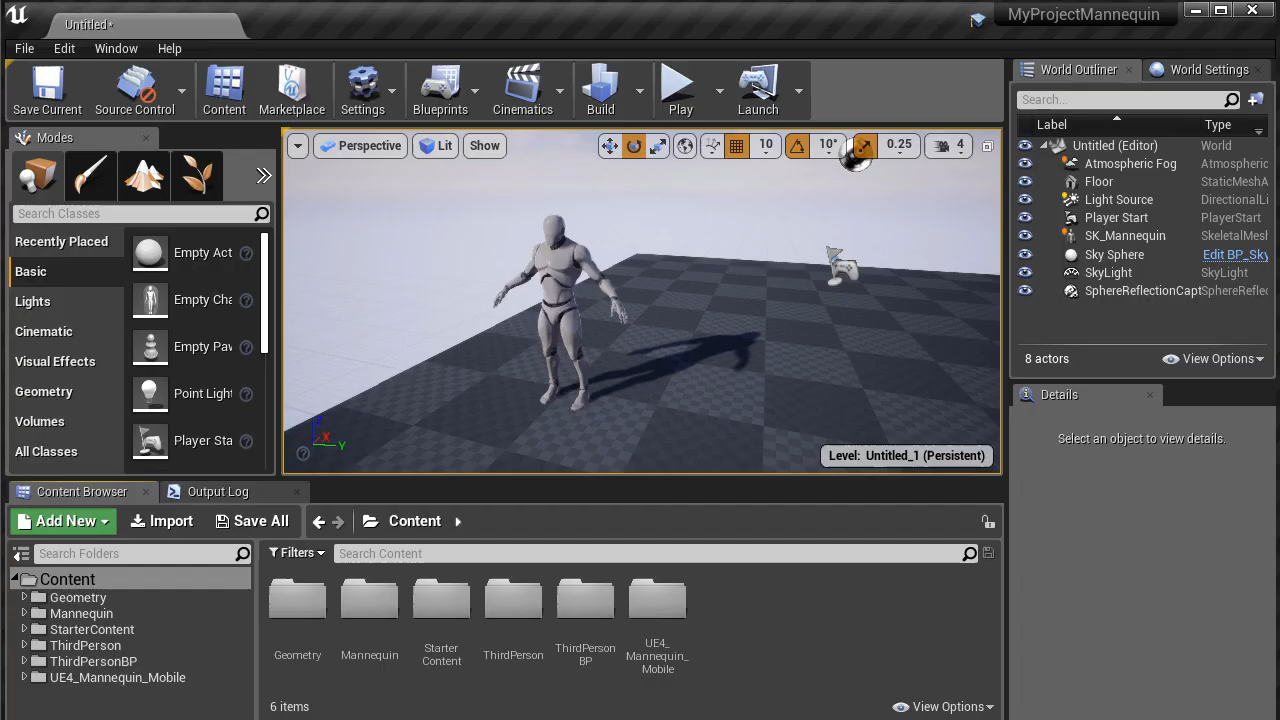 Untitled*
MyProjectMannequin
File Edit Window Help
Save Current
Source Control
Content
Marketplace
Settings
Blueprints
Cinematics
Build
Play
Launch
Modes
Search Classes
Recently Placed
Basic
Lights
Cinematic
Visual Effects
Geometry
Volumes
All Classes
Empty Act
Empty Cha
Empty Pav
Point Light
Player Sta
Perspective
Lit
Show
10
10°
0.25
4
X
Y
Level: Untitled_1 (Persistent)
World Outliner
World Settings
Search...
Label Type
Untitled (Editor) World
Atmospheric Fog Atmospheric
Floor StaticMeshA
Light Source DirectionalLi
Player Start PlayerStart
SK_Mannequin SkeletalMesh
Sky Sphere Edit BP_Sky
SkyLight SkyLight
SphereReflectionCapt SphereReflec
8 actors
View Options
Details
Select an object to view details.
Content Browser
Output Log
Add New
Import
Save All
Content
Search Folders
Content
Geometry
Mannequin
StarterContent
ThirdPerson
ThirdPersonBP
UE4_Mannequin_Mobile
Filters
Search Content
Geometry
Mannequin
Starter
Content
ThirdPerson
ThirdPerson
BP
UE4_
Mannequin_
Mobile
6 items
View Options